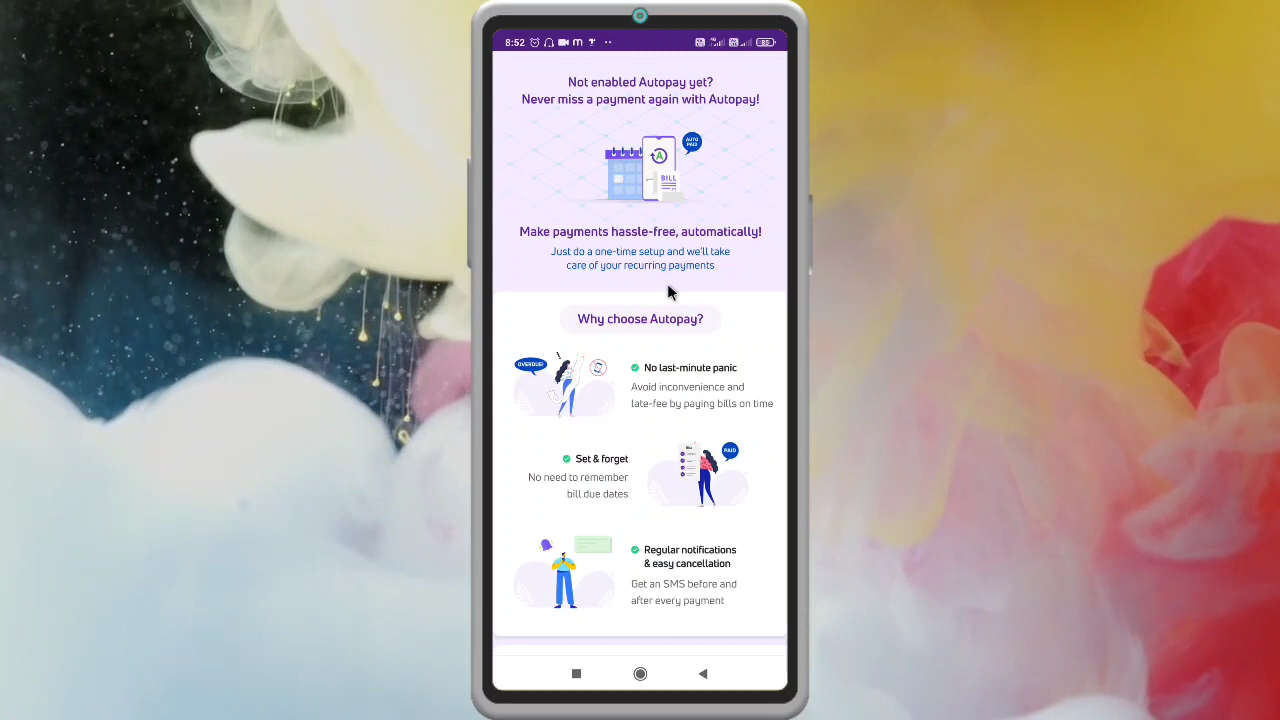 8:52
85
Not enabled Autopay yet?
Never miss a payment again with Autopay!
AUTO
PAID
A
BILL
Make payments hassle-free, automatically!
Just do a one-time setup and we'll take
care of your recurring payments
Why choose Autopay?
OVERDUE!
No last-minute panic
Avoid inconvenience and
late-fee by paying bills on time
Set & forget
No need to remember
bill due dates
PAID
Regular notifications
& easy cancellation
Get an SMS before and
after every payment